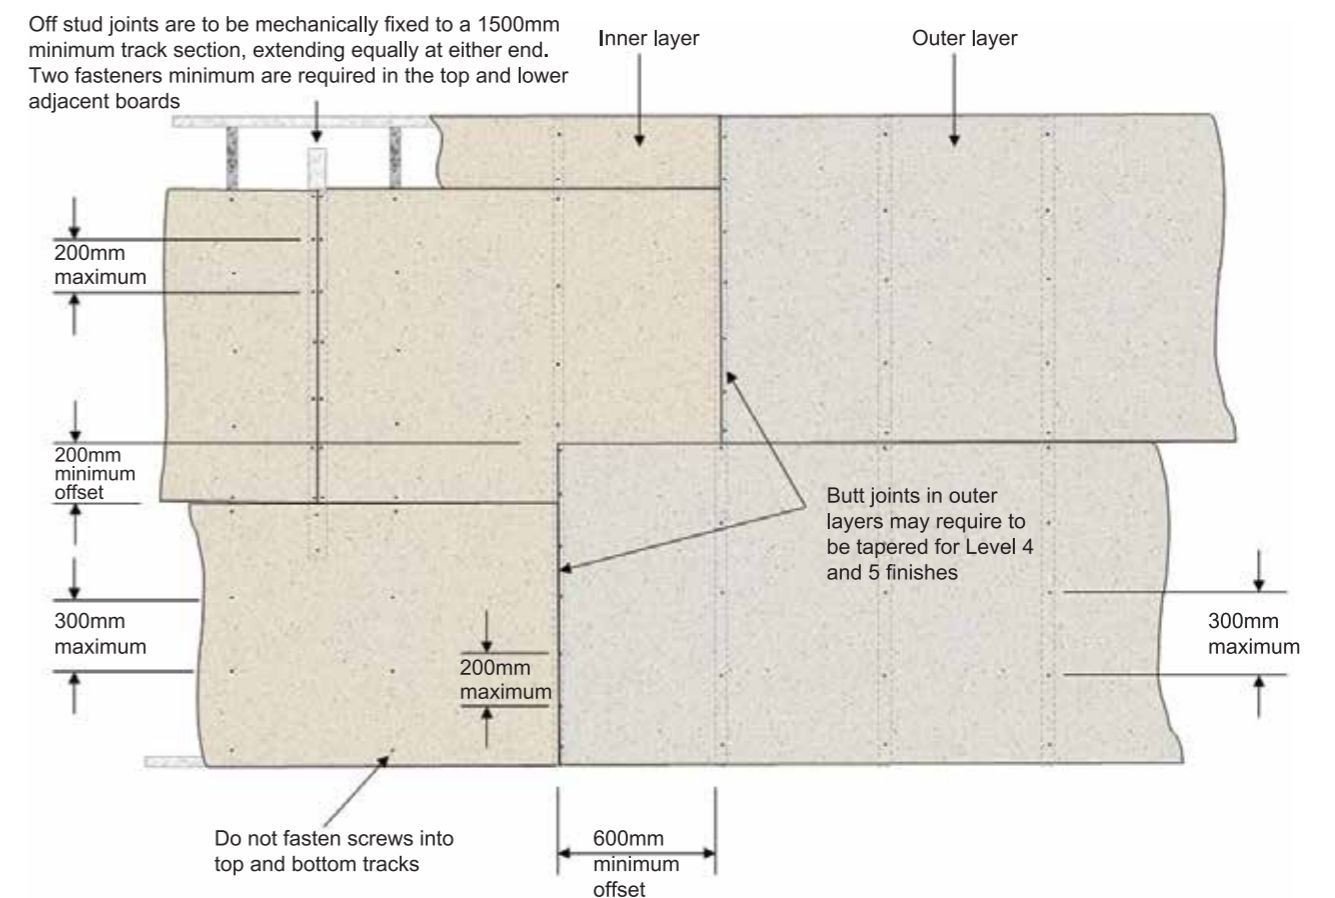 Off stud joints are to be mechanically fixed to a 1500mm
minimum track section, extending equally at either end.
Two fasteners minimum are required in the top and lower
adjacent boards
Inner layer
Outer layer
200mm
maximum
200mm
minimum
offset
Butt joints in outer
layers may require to
be tapered for Level 4
and 5 finishes
300mm
maximum
300mm
maximum
200mm
maximum
Do not fasten screws into
top and bottom tracks
600mm
minimum
offset